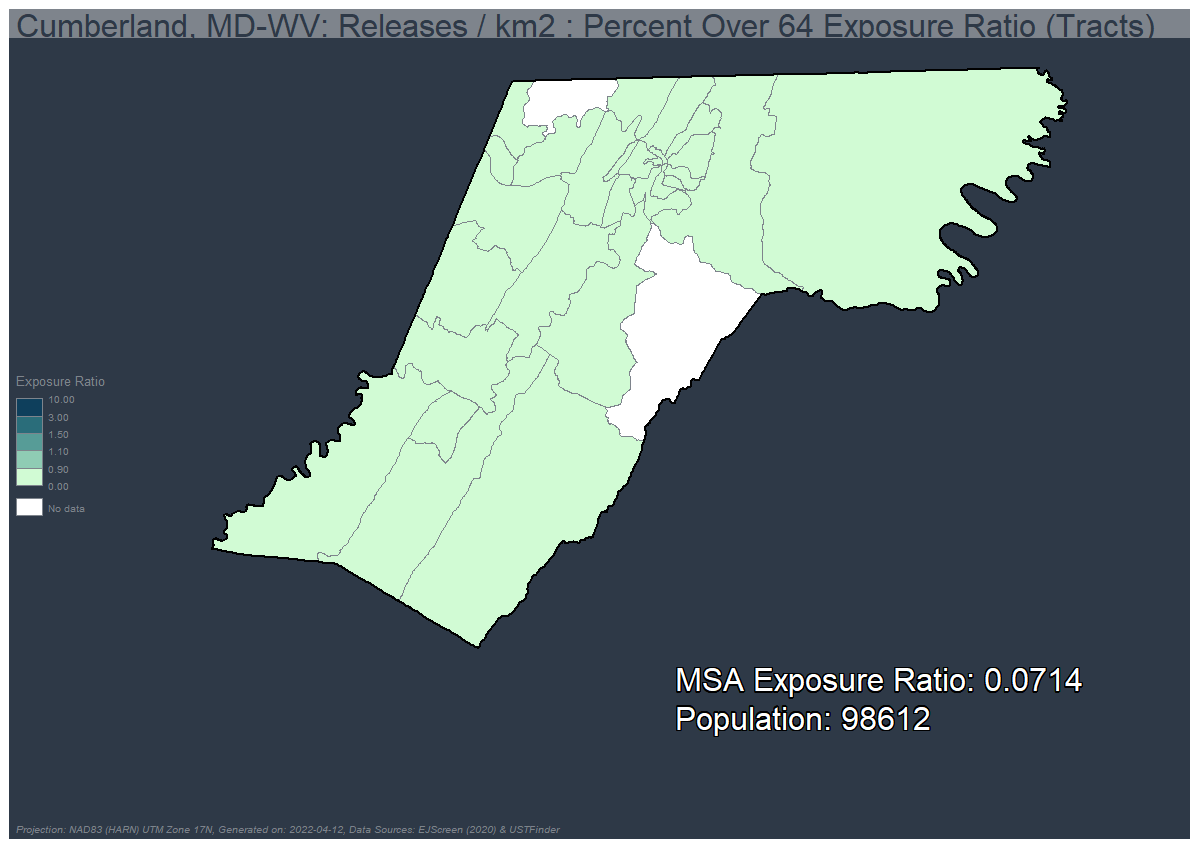 Cumberland, MD-WV: Releases / km2 : Percent Over 64 Exposure Ratio (Tracts)
Exposure Ratio
10.00
3.00
1.50
1.10
0.90
0.00
No data
MSA Exposure Ratio: 0.0714
Population: 98612
Projection: NAD83 (HARN) UTM Zone 17N, Generated on: 2022-04-12, Data Sources: EJScreen (2020) & USTFinder